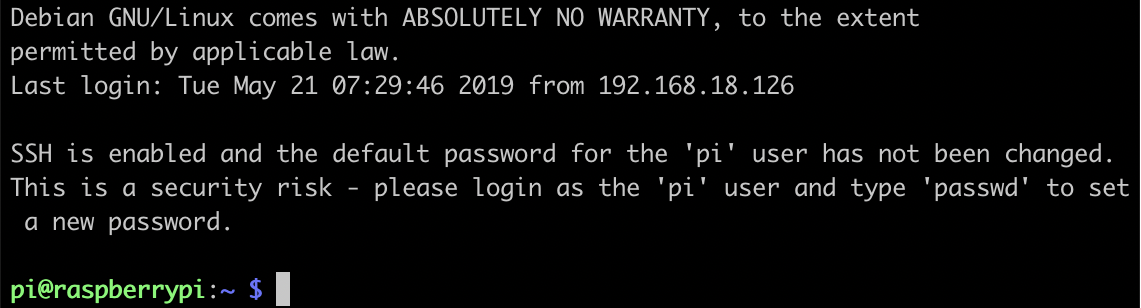 Debian GNU/Linux comes with ABSOLUTELY NO WARRANTY, to the extent
permitted by applicable law.
Last login: Tue May 21 07:29:46 2019 from 192.168.18.126
SSH is enabled and the default password for the 'pi' user has not been changed.
This is a security risk - please login as the 'pi' user and type 'passwd' to set
 a new password.
pi@raspberrypi:~ $